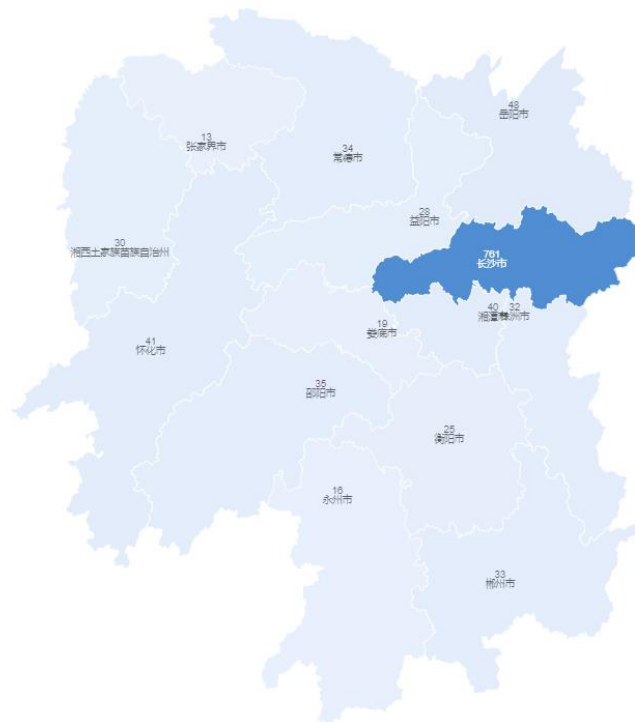 48
岳阳市
13
张家界市
34
常德市
28
益阳市
30
湘西土家族苗族自治州
761
长沙市
40
湘潭市
32
株洲市
19
娄底市
41
怀化市
35
邵阳市
25
衡阳市
16
永州市
33
郴州市